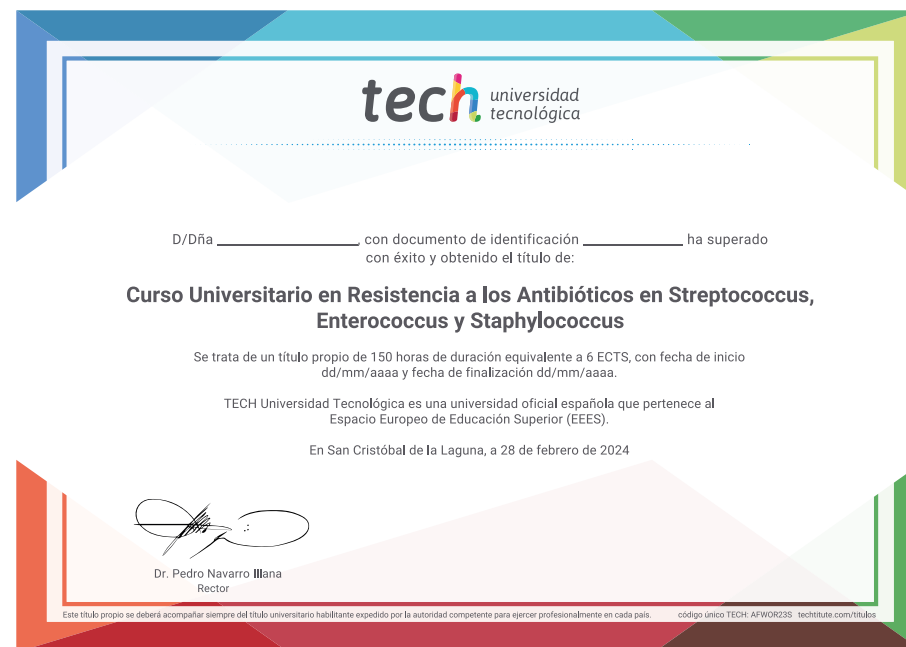 tech universidad
tecnológica
D/Dña ____________________, con documento de identificación ______________ ha superado
con éxito y obtenido el título de:
Curso Universitario en Resistencia a los Antibióticos en Streptococcus,
Enterococcus y Staphylococcus
Se trata de un título propio de 150 horas de duración equivalente a 6 ECTS, con fecha de inicio
dd/mm/aaaa y fecha de finalización dd/mm/aaaa.
TECH Universidad Tecnológica es una universidad oficial española que pertenece al
Espacio Europeo de Educación Superior (EEES).
En San Cristóbal de la Laguna, a 28 de febrero de 2024
Dr. Pedro Navarro Illana
Rector
Este título propio se deberá acompañar siempre del título universitario habilitante expedido por la autoridad competente para ejercer profesionalmente en cada país. código único TECH: AFWOR23S techtitute.com/titulos